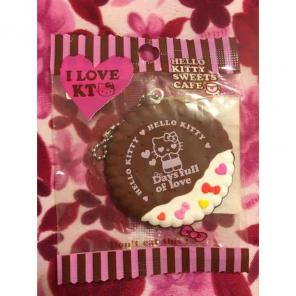 I LOVE
KT
HELLO
KITTY
SWEETS
CAFE
HELLO KITTY
HELLO KITTY
Days full
of love
Don't eat this